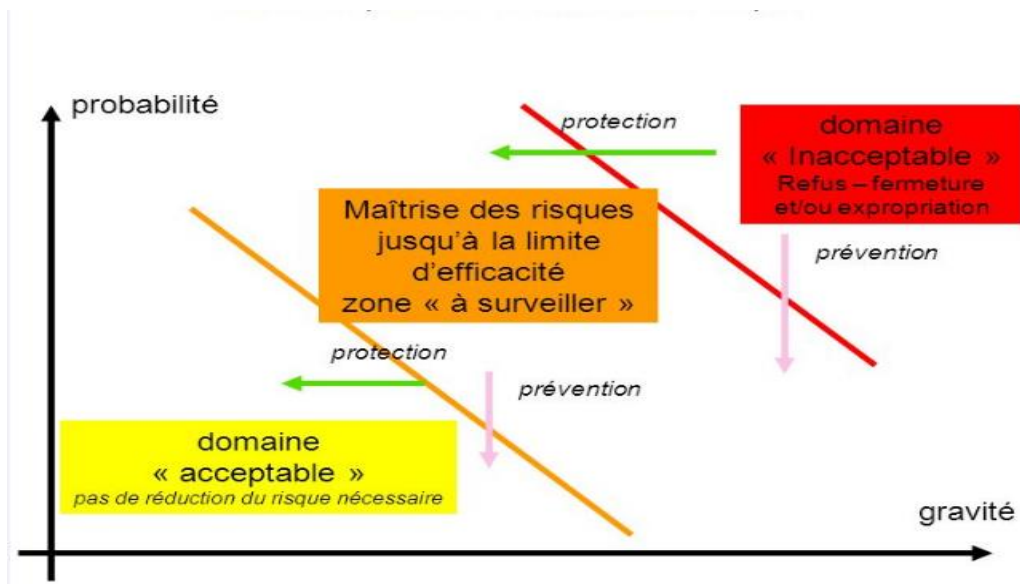 probabilité
protection
domaine
« Inacceptable »
Refus – fermeture
et/ou expropriation
Maîtrise des risques
jusqu'à la limite
d'efficacité
zone « à surveiller »
prévention
protection
prévention
domaine
« acceptable »
pas de réduction du risque nécessaire
gravité